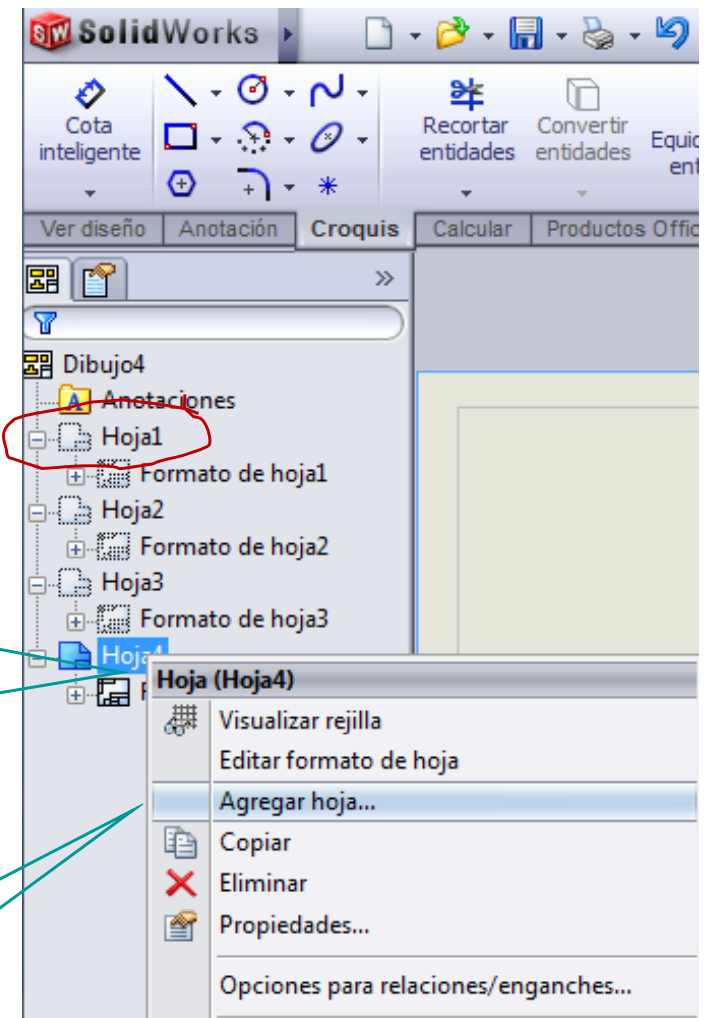 SolidWorks
Cota inteligente
Recortar entidades
Convertir entidades
Ver diseño Anotación Croquis Calcular
Dibujo4
Anotaciones
Hoja1
Formato de hoja1
Hoja2
Formato de hoja2
Hoja3
Formato de hoja3
Hoja4
Hoja (Hoja4)
Visualizar rejilla
Editar formato de hoja
Agregar hoja...
Copiar
Eliminar
Propiedades...
Opciones para relaciones/enganches...